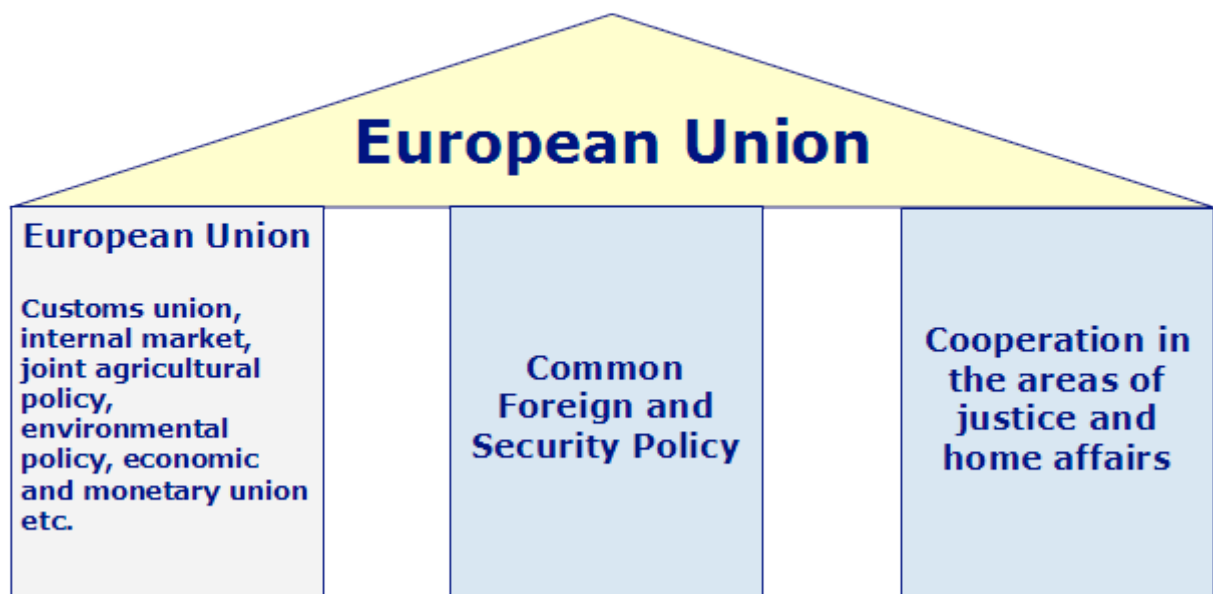 European Union
European Union
Customs union,
internal market,
joint agricultural
policy,
environmental
policy, economic
and monetary union
etc.
Common
Foreign and
Security Policy
Cooperation in
the areas of
justice and
home affairs